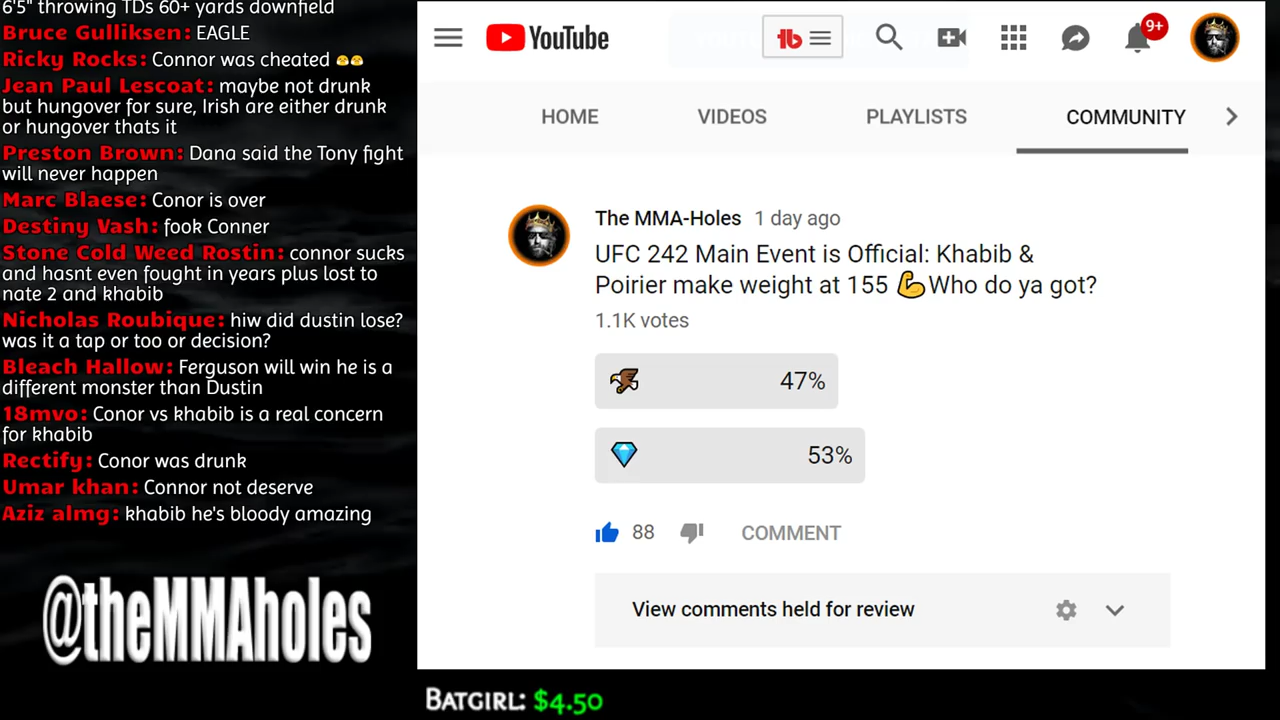 6'5" throwing TDs 60+ yards downfield
Bruce Gulliksen: EAGLE
Ricky Rocks: Connor was cheated 😤😤
Jean Paul Lescoat: maybe not drunk
but hungover for sure, Irish are either drunk
or hungover thats it
Preston Brown: Dana said the Tony fight
will never happen
Marc Blaese: Conor is over
Destiny Vash: fook Conner
Stone Cold Weed Rostin: connor sucks
and hasnt even fought in years plus lost to
nate 2 and khabib
Nicholas Roubique: hiw did dustin lose?
was it a tap or too or decision?
Bleach Hallow: Ferguson will win he is a
different monster than Dustin
18mvo: Conor vs khabib is a real concern
for khabib
Rectify: Conor was drunk
Umar khan: Connor not deserve
Aziz almg: khabib he's bloody amazing
@theMMAholes
YouTube
tb
9+
HOME VIDEOS PLAYLISTS COMMUNITY
The MMA-Holes 1 day ago
UFC 242 Main Event is Official: Khabib &
Poirier make weight at 155 💪Who do ya got?
1.1K votes
🦅 47%
💎 53%
88 COMMENT
View comments held for review
BATGIRL: $4.50